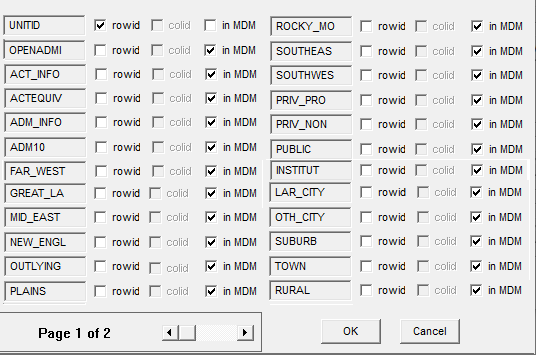 UNITID rowid colid in MDM
OPENADMI rowid colid in MDM
ACT_INFO rowid colid in MDM
ACTEQUIV rowid colid in MDM
ADM_INFO rowid colid in MDM
ADM10 rowid colid in MDM
FAR_WEST rowid colid in MDM
GREAT_LA rowid colid in MDM
MID_EAST rowid colid in MDM
NEW_ENGL rowid colid in MDM
OUTLYING rowid colid in MDM
PLAINS rowid colid in MDM
ROCKY_MO rowid colid in MDM
SOUTHEAS rowid colid in MDM
SOUTHWES rowid colid in MDM
PRIV_PRO rowid colid in MDM
PRIV_NON rowid colid in MDM
PUBLIC rowid colid in MDM
INSTITUT rowid colid in MDM
LAR_CITY rowid colid in MDM
OTH_CITY rowid colid in MDM
SUBURB rowid colid in MDM
TOWN rowid colid in MDM
RURAL rowid colid in MDM
Page 1 of 2
OK Cancel